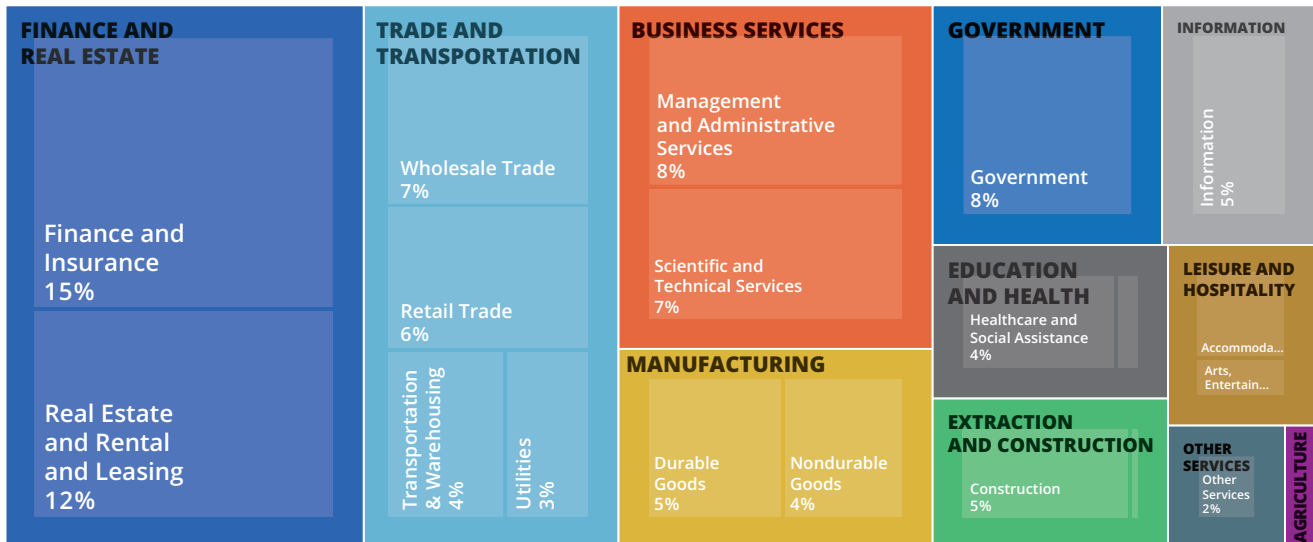 FINANCE AND
REAL ESTATE
Finance and
Insurance
15%
Real Estate
and Rental
and Leasing
12%
TRADE AND
TRANSPORTATION
Wholesale Trade
7%
Retail Trade
6%
Transportation
& Warehousing
4%
Utilities
3%
BUSINESS SERVICES
Management
and Administrative
Services
8%
Scientific and
Technical Services
7%
MANUFACTURING
Durable
Goods
5%
Nondurable
Goods
4%
GOVERNMENT
Government
8%
INFORMATION
Information
5%
EDUCATION
AND HEALTH
Healthcare and
Social Assistance
4%
LEISURE AND
HOSPITALITY
Accommoda...
Arts,
Entertain...
EXTRACTION
AND CONSTRUCTION
Construction
5%
OTHER
SERVICES
Other
Services
2%
AGRICULTURE